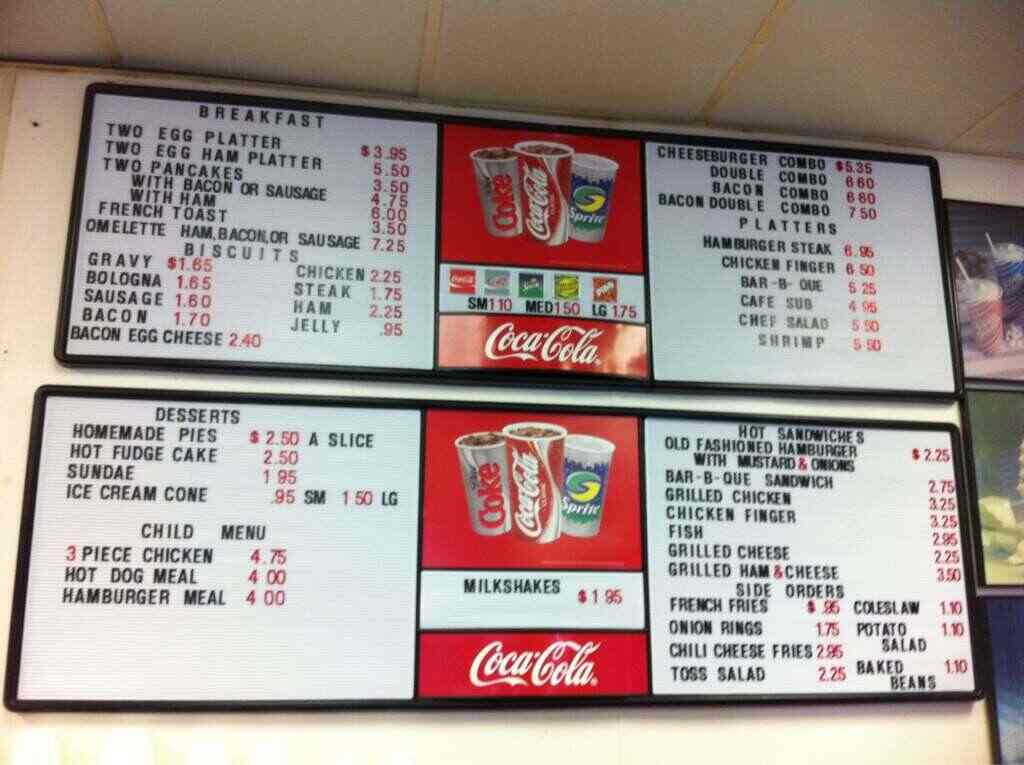 BREAKFAST
TWO EGG PLATTER $3.95
TWO EGG HAM PLATTER 5.50
TWO PANCAKES 3.50
WITH BACON OR SAUSAGE 4.75
WITH HAM 6.00
FRENCH TOAST 3.50
OMELETTE HAM,BACON,OR SAUSAGE 7.25
BISCUITS
GRAVY $1.65 CHICKEN 2.25
BOLOGNA 1.65 STEAK 1.75
SAUSAGE 1.60 HAM 2.25
BACON 1.70 JELLY .95
BACON EGG CHEESE 2.40
Coke
Coca-Cola
Sprite
SM 1 10 MED 1 50 LG 1.75
Coca-Cola
CHEESEBURGER COMBO $5.35
DOUBLE COMBO 6 60
BACON COMBO 6 60
BACON DOUBLE COMBO 7 50
PLATTERS
HAMBURGER STEAK 6.95
CHICKEN FINGER 6 50
BAR-B-QUE 5 25
CAFE SUB 4 95
CHEF SALAD 5 50
SHRIMP 5 50
DESSERTS
HOMEMADE PIES $2.50 A SLICE
HOT FUDGE CAKE 2.50
SUNDAE 1 95
ICE CREAM CONE .95 SM 1 50 LG
CHILD MENU
3 PIECE CHICKEN 4.75
HOT DOG MEAL 4 00
HAMBURGER MEAL 4 00
Coke
Coca-Cola
Sprite
MILKSHAKES $1 95
Coca-Cola
HOT SANDWICHES
OLD FASHIONED HAMBURGER $2.25
WITH MUSTARD & ONIONS
BAR-B-QUE SANDWICH 2.75
GRILLED CHICKEN 3.25
CHICKEN FINGER 3.25
FISH 2.95
GRILLED CHEESE 2.25
GRILLED HAM & CHEESE 3.50
SIDE ORDERS
FRENCH FRIES $.95 COLESLAW 1.10
ONION RINGS 1.75 POTATO SALAD 1.10
CHILI CHEESE FRIES 2.95
TOSS SALAD 2.25 BAKED BEANS 1.10